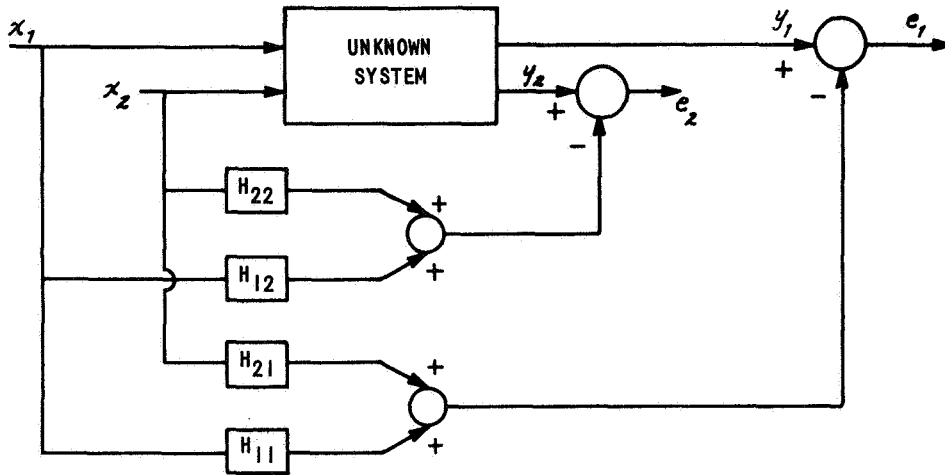 x₁
UNKNOWN
SYSTEM
y₁
e₁
+
-
x₂
y₂
+
e₂
-
H₂₂
+
H₁₂
+
H₂₁
+
H₁₁
+